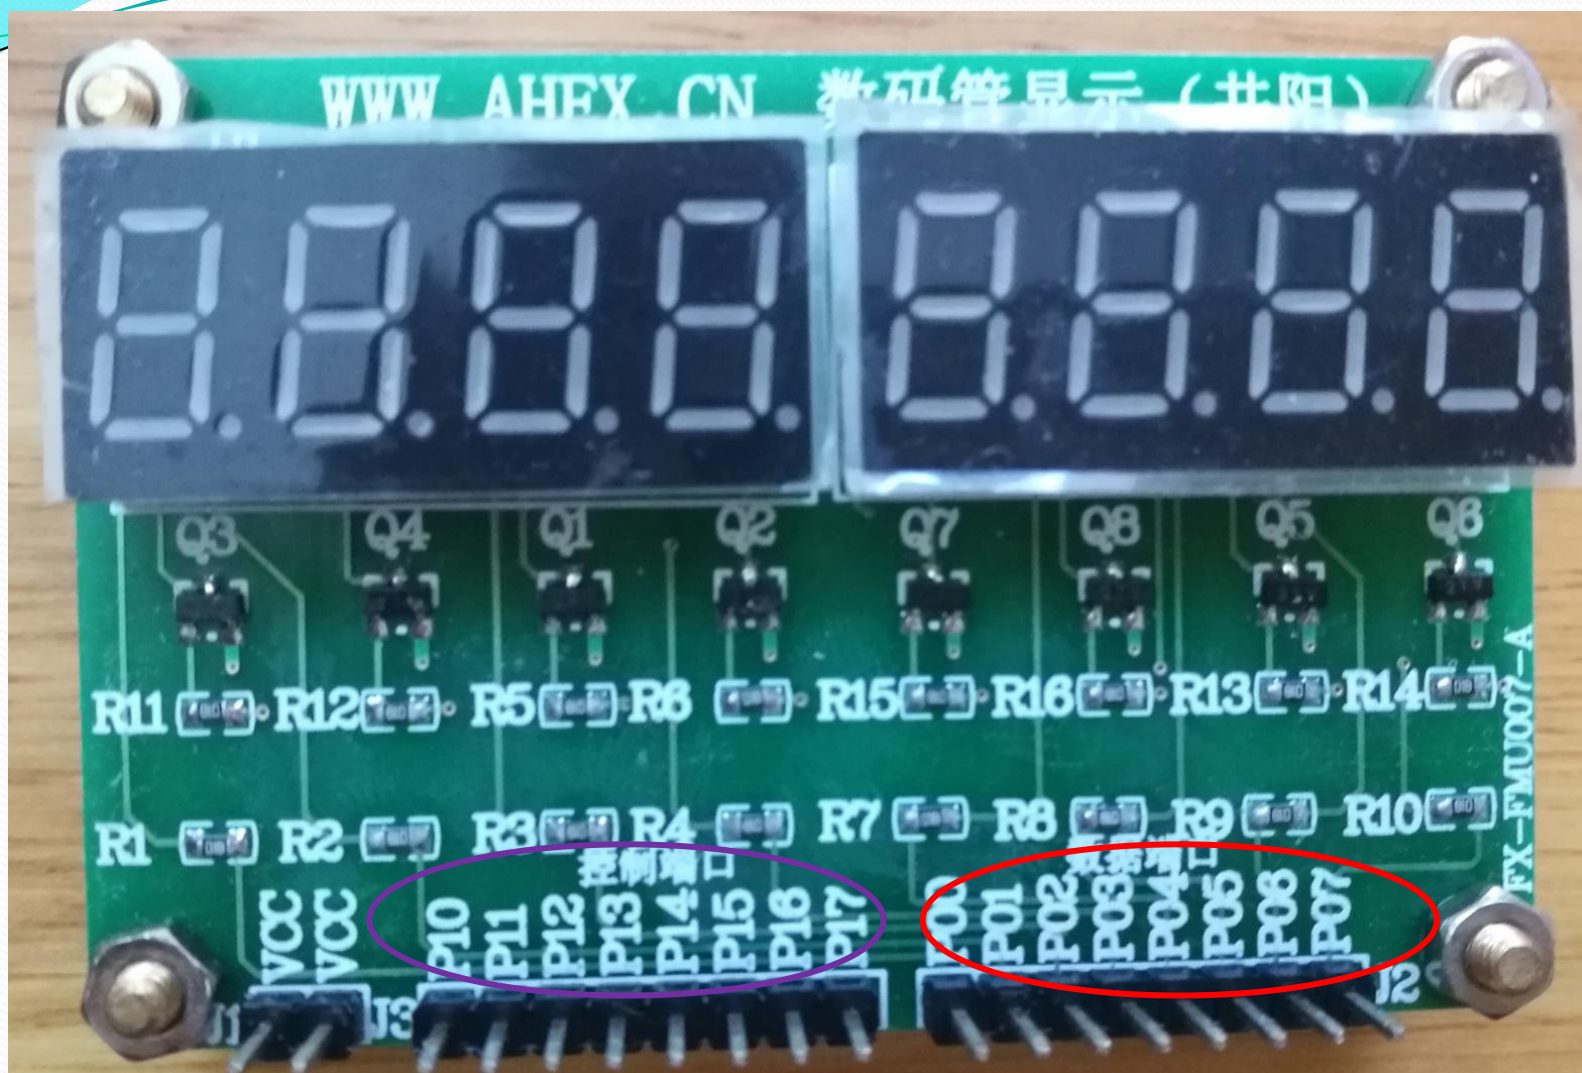 WWW.AHFX.CN 数码管显示（共阳）
Q3 Q4 Q1 Q2 Q7 Q8 Q5 Q6
R11 R12 R5 R6 R15 R16 R13 R14
R1 R2 R3 R4 R7 R8 R9 R10
控制端口 数据端口
VCC VCC P10 P11 P12 P13 P14 P15 P16 P17 P00 P01 P02 P03 P04 P05 P06 P07
J1 J3 J2
FX-FMU007-A